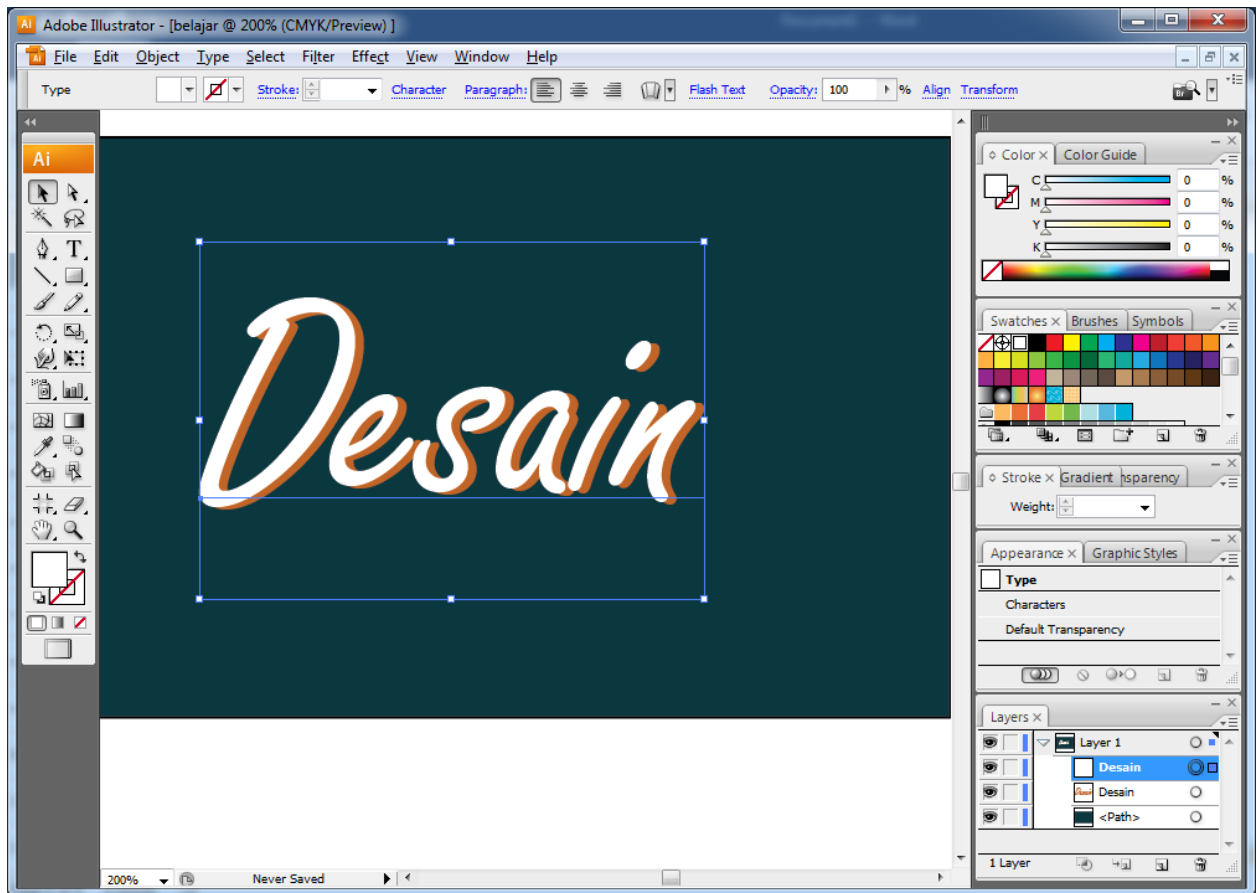 Adobe Illustrator - [belajar @ 200% (CMYK/Preview) ]
File Edit Object Type Select Filter Effect View Window Help
Type Stroke: Character Paragraph: Flash Text Opacity: 100 % Align Transform
Ai
Color Color Guide
C 0 %
M 0 %
Y 0 %
K 0 %
Swatches Brushes Symbols
Stroke Gradient nsparency
Weight:
Appearance Graphic Styles
Type
Characters
Default Transparency
Layers
Layer 1
Desain
Desain
<Path>
1 Layer
Desain
200% Never Saved